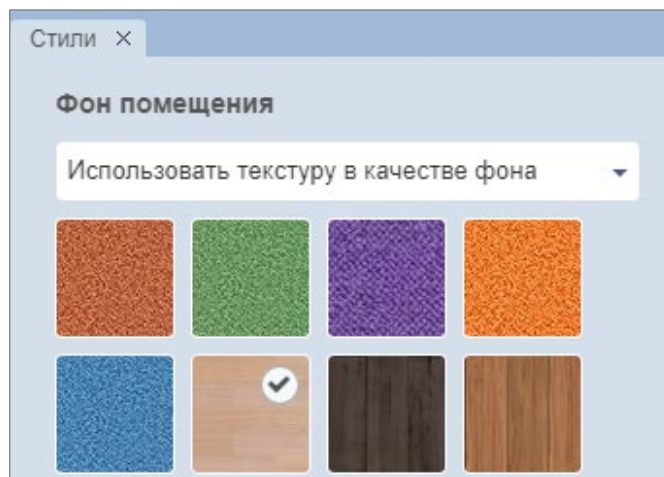 Стили
Фон помещения
Использовать текстуру в качестве фона